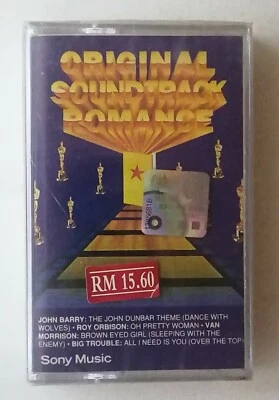 ORIGINAL
SOUNDTRACK
ROMANCE
RM 15.60
JOHN BARRY: THE JOHN DUNBAR THEME (DANCE WITH
WOLVES) • ROY ORBISON: OH PRETTY WOMAN • VAN
MORRISON: BROWN EYED GIRL (SLEEPING WITH THE
ENEMY) • BIG TROUBLE: ALL I NEED IS YOU (OVER THE TOP
Sony Music